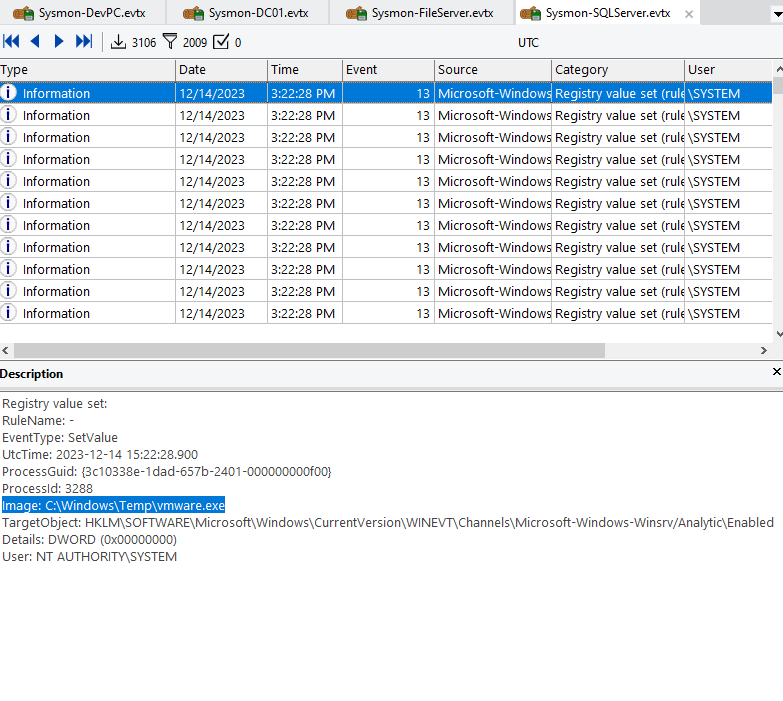 Sysmon-DevPC.evtx Sysmon-DC01.evtx Sysmon-FileServer.evtx Sysmon-SQLServer.evtx
3106 2009 0 UTC
Type Date Time Event Source Category User
Information 12/14/2023 3:22:28 PM 13 Microsoft-Windows Registry value set (rule \SYSTEM
Information 12/14/2023 3:22:28 PM 13 Microsoft-Windows Registry value set (rule \SYSTEM
Information 12/14/2023 3:22:28 PM 13 Microsoft-Windows Registry value set (rule \SYSTEM
Information 12/14/2023 3:22:28 PM 13 Microsoft-Windows Registry value set (rule \SYSTEM
Information 12/14/2023 3:22:28 PM 13 Microsoft-Windows Registry value set (rule \SYSTEM
Information 12/14/2023 3:22:28 PM 13 Microsoft-Windows Registry value set (rule \SYSTEM
Information 12/14/2023 3:22:28 PM 13 Microsoft-Windows Registry value set (rule \SYSTEM
Information 12/14/2023 3:22:28 PM 13 Microsoft-Windows Registry value set (rule \SYSTEM
Information 12/14/2023 3:22:28 PM 13 Microsoft-Windows Registry value set (rule \SYSTEM
Information 12/14/2023 3:22:28 PM 13 Microsoft-Windows Registry value set (rule \SYSTEM
Information 12/14/2023 3:22:28 PM 13 Microsoft-Windows Registry value set (rule \SYSTEM
Description
Registry value set:
RuleName: -
EventType: SetValue
UtcTime: 2023-12-14 15:22:28.900
ProcessGuid: {3c10338e-1dad-657b-2401-000000000f00}
ProcessId: 3288
Image: C:\Windows\Temp\vmware.exe
TargetObject: HKLM\SOFTWARE\Microsoft\Windows\CurrentVersion\WINEVT\Channels\Microsoft-Windows-Winsrv/Analytic\Enabled
Details: DWORD (0x00000000)
User: NT AUTHORITY\SYSTEM